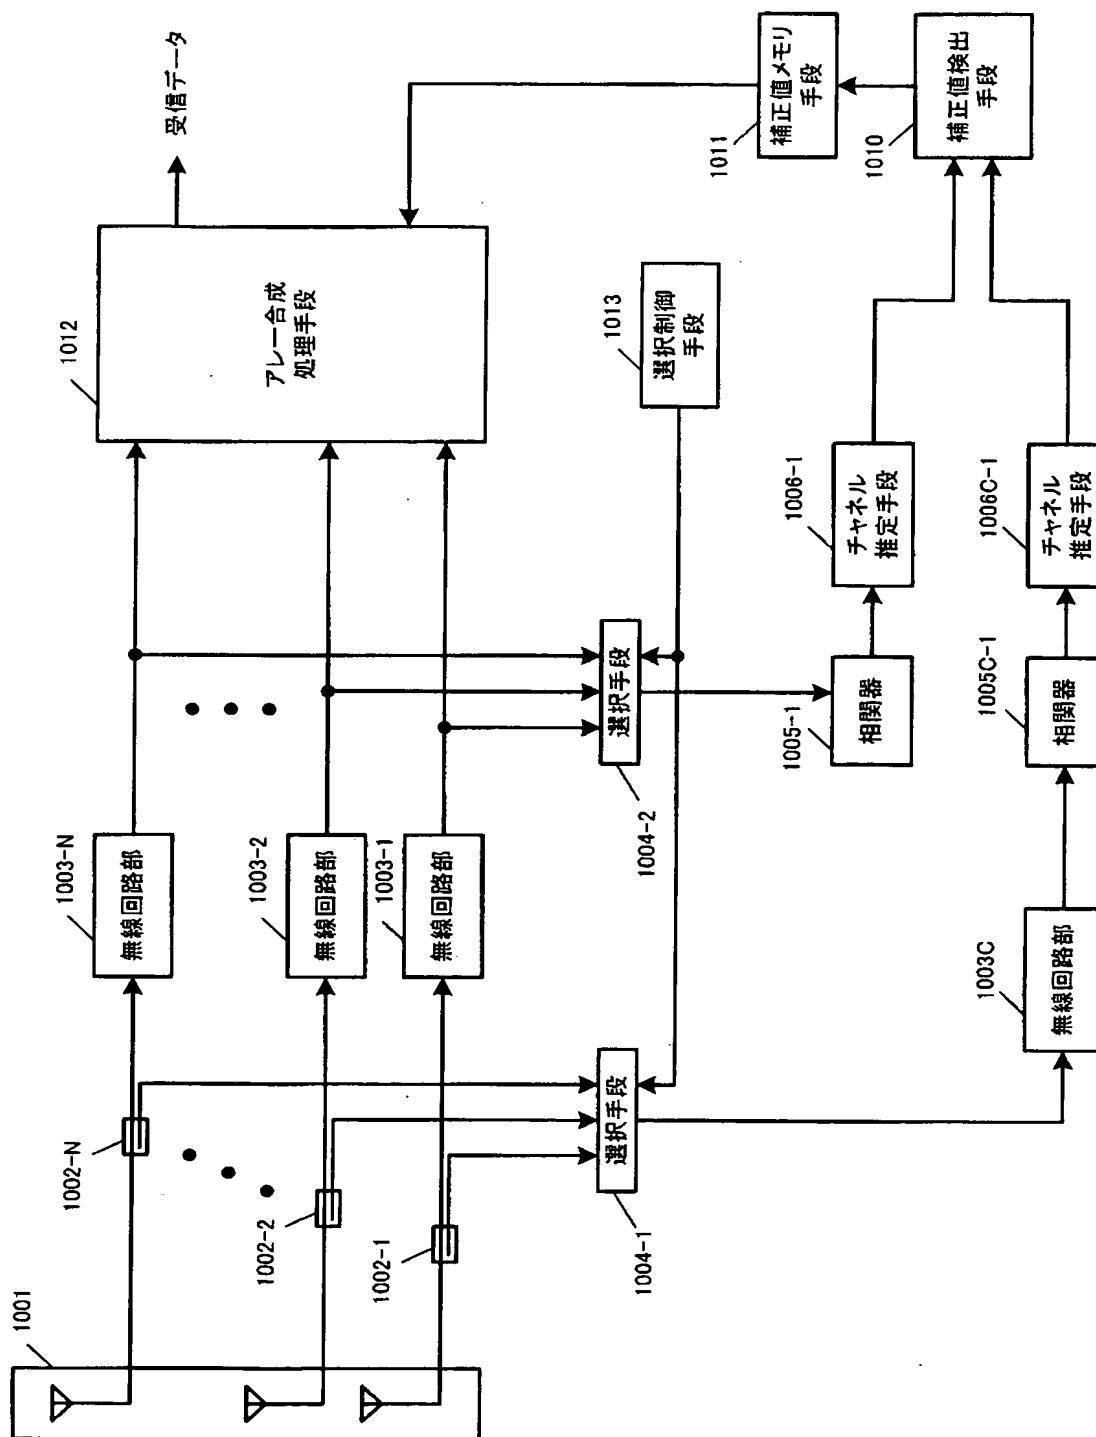 1001
1002-N
1002-2
1002-1
1003-N
無線回路部
1003-2
無線回路部
1003-1
無線回路部
1004-1
選択手段
1004-2
選択手段
1012
アレー合成
処理手段
受信データ
1013
選択制御
手段
1011
補正値メモリ
手段
1010
補正値検出
手段
1005-1
相関器
1006-1
チャネル
推定手段
1003C
無線回路部
1005C-1
相関器
1006C-1
チャネル
推定手段